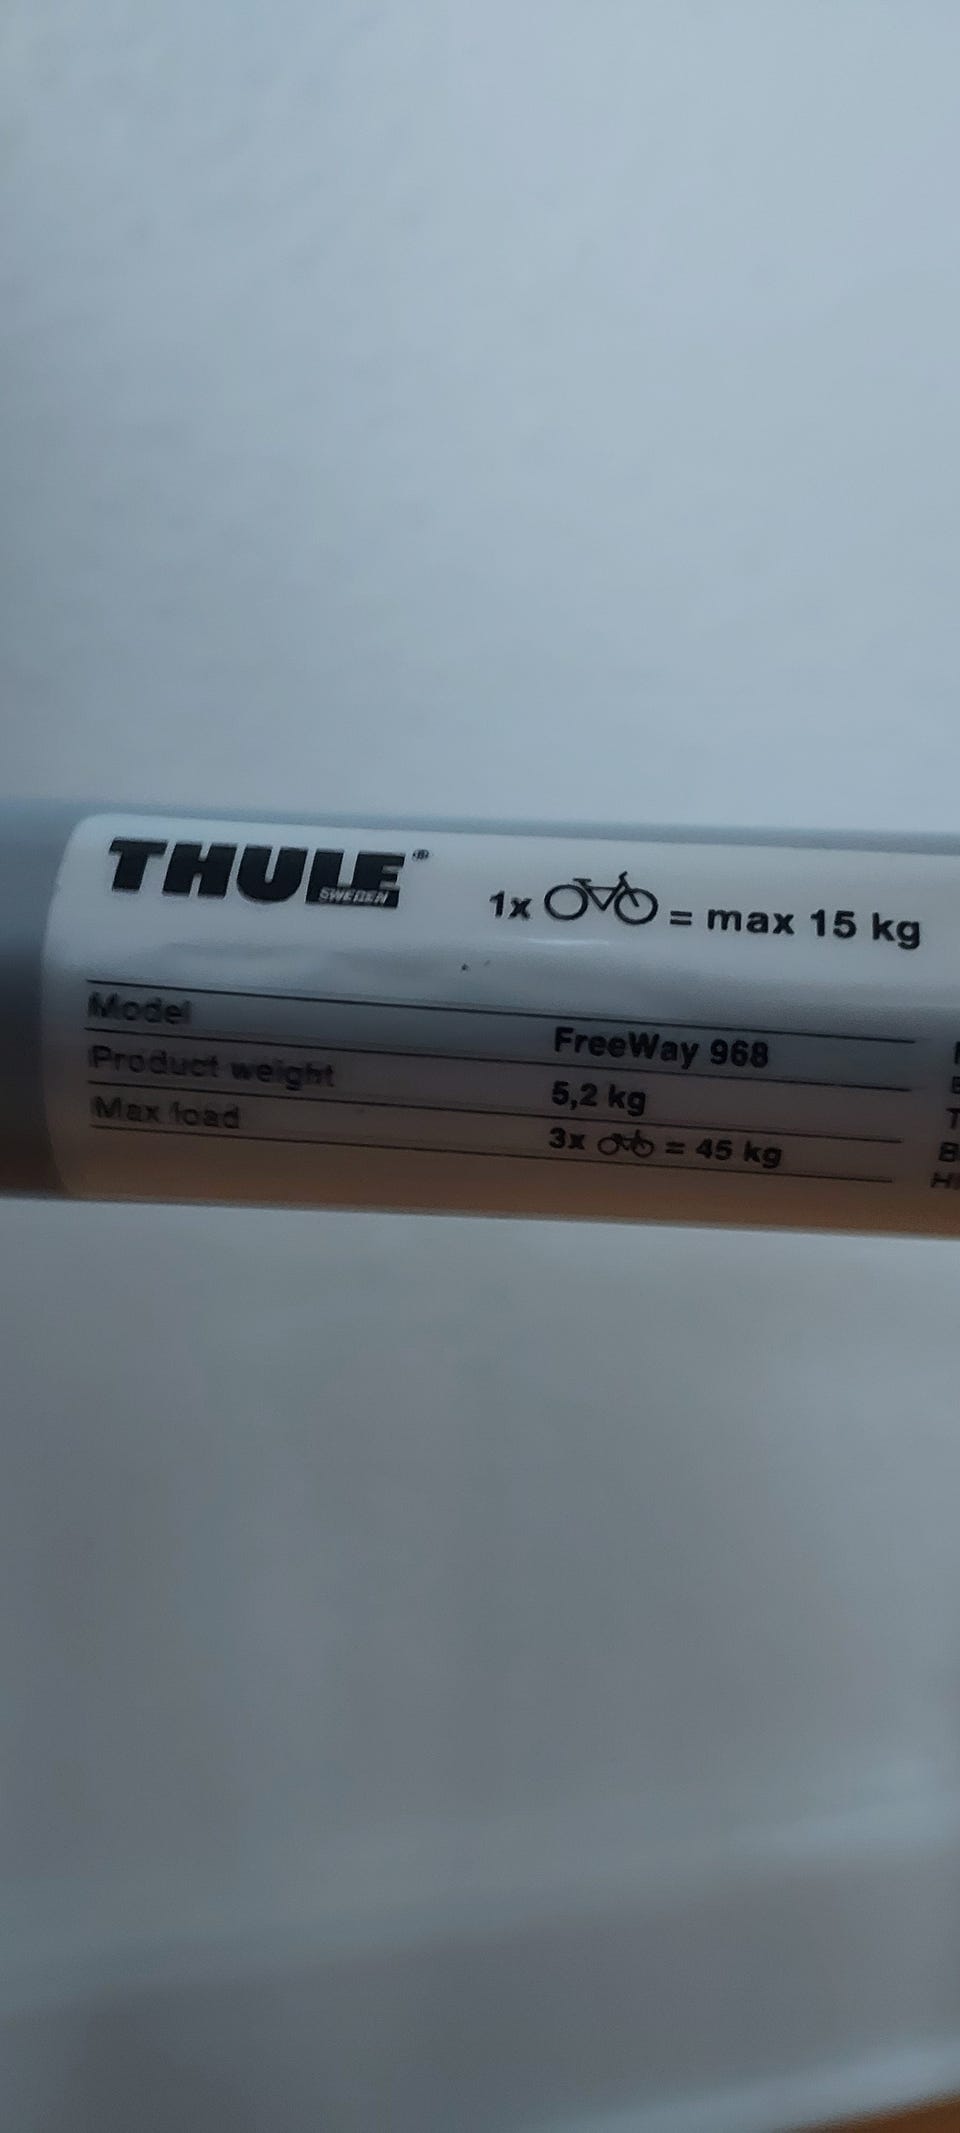 THULE®
SWEDEN
1x = max 15 kg
Model FreeWay 968
Product weight 5,2 kg
Max load 3x = 45 kg